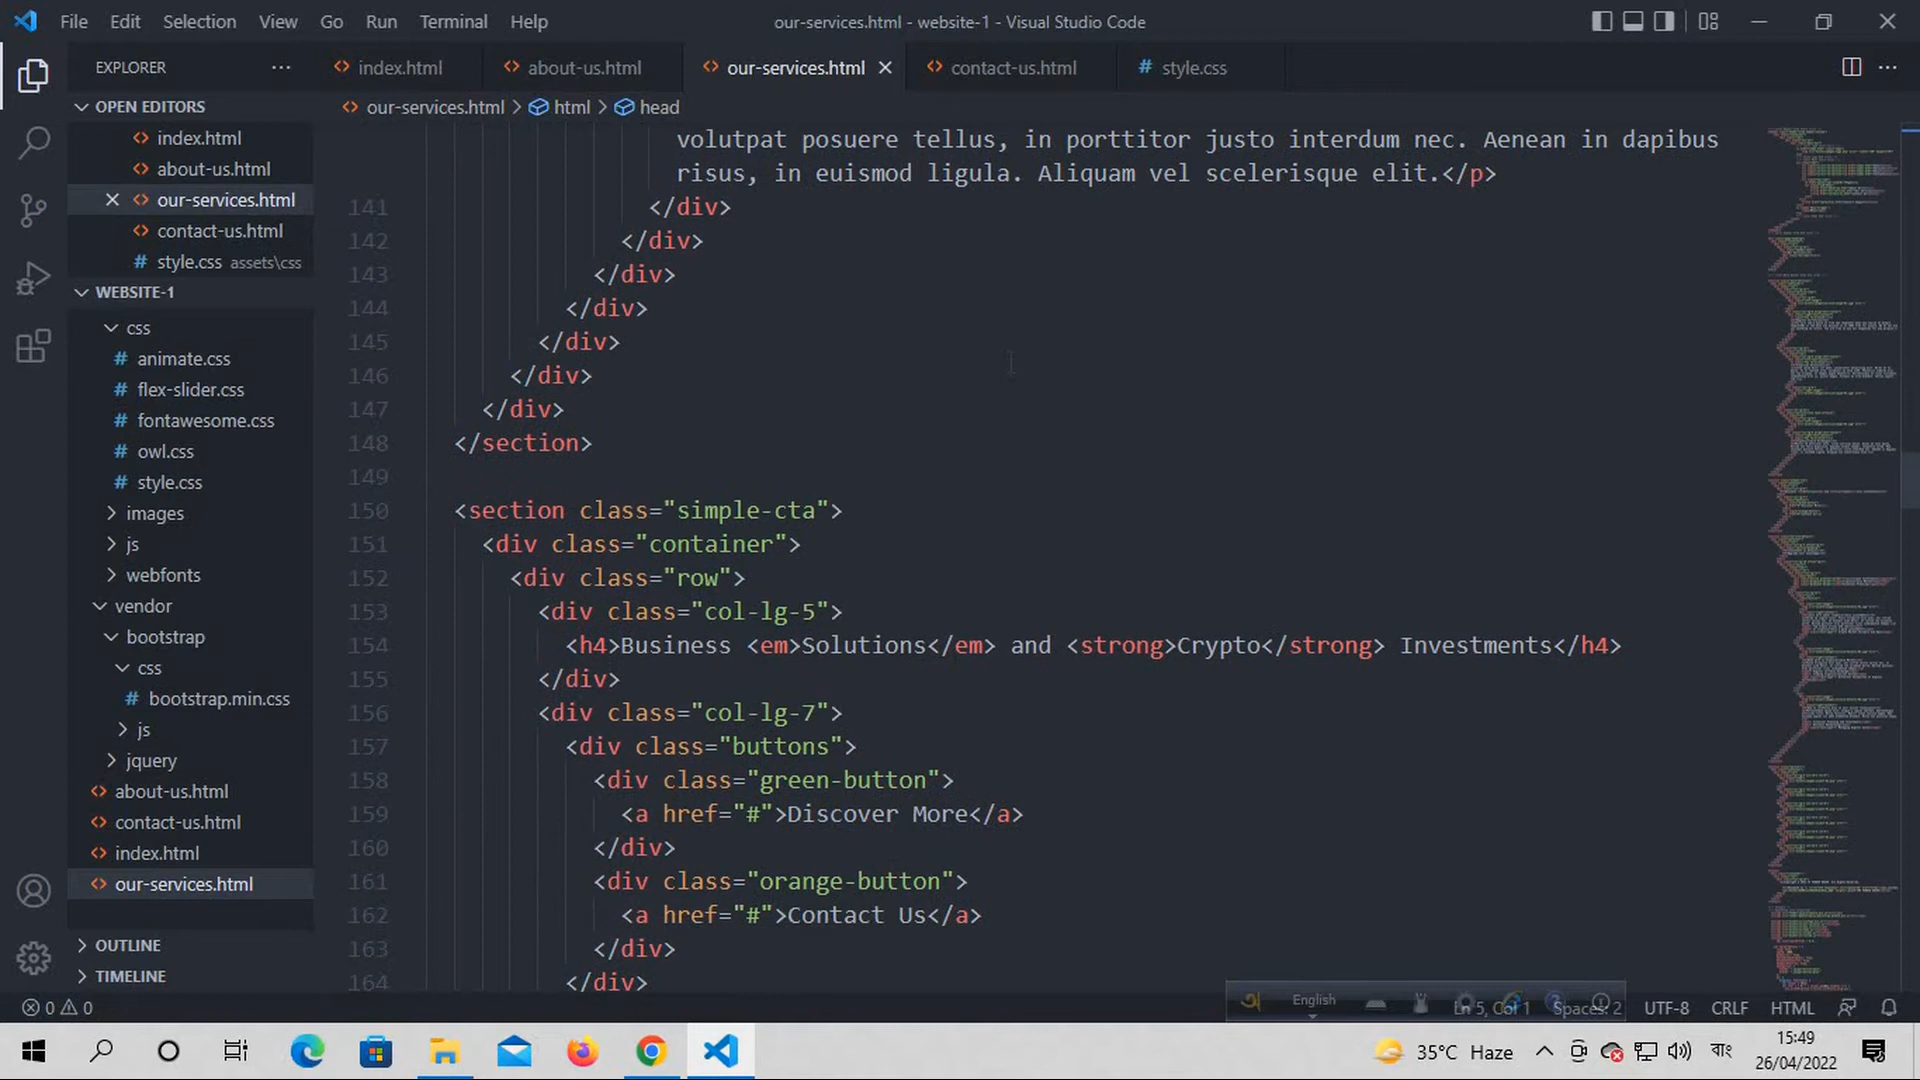 File Edit Selection View Go Run Terminal Help
our-services.html - website-1 - Visual Studio Code
EXPLORER
index.html about-us.html our-services.html contact-us.html style.css
OPEN EDITORS
index.html
about-us.html
our-services.html
contact-us.html
style.css assets\css
WEBSITE-1
css
animate.css
flex-slider.css
fontawesome.css
owl.css
style.css
images
js
webfonts
vendor
bootstrap
css
bootstrap.min.css
js
jquery
about-us.html
contact-us.html
index.html
our-services.html
OUTLINE
TIMELINE
our-services.html > html > head
volutpat posuere tellus, in porttitor justo interdum nec. Aenean in dapibus
risus, in euismod ligula. Aliquam vel scelerisque elit.</p>
141 </div>
142 </div>
143 </div>
144 </div>
145 </div>
146 </div>
147 </div>
148 </section>
149
150 <section class="simple-cta">
151 <div class="container">
152 <div class="row">
153 <div class="col-lg-5">
154 <h4>Business <em>Solutions</em> and <strong>Crypto</strong> Investments</h4>
155 </div>
156 <div class="col-lg-7">
157 <div class="buttons">
158 <div class="green-button">
159 <a href="#">Discover More</a>
160 </div>
161 <div class="orange-button">
162 <a href="#">Contact Us</a>
163 </div>
164 </div>
0 0
English
Ln 5, Col 1 Spaces: 2 UTF-8 CRLF HTML
35°C Haze
বাং
15:49
26/04/2022